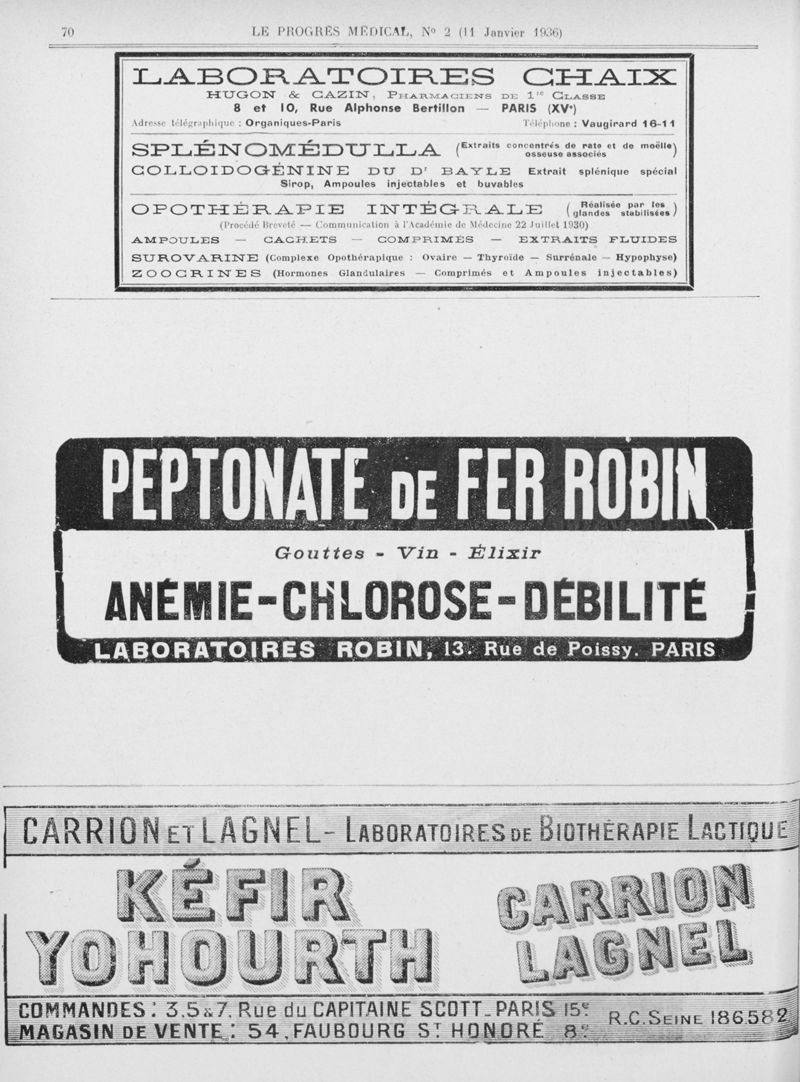 70
LE PROGRÈS MÉDICAL, Nº 2 (11 Janvier 1936)
LABORATOIRES CHAIX
HUGON & CAZIN, PHARMACIENS DE 1re CLASSE
8 et 10, Rue Alphonse Bertillon — PARIS (XVe)
Adresse télégraphique : Organiques-Paris Téléphone : Vaugirard 16-11
SPLÉNOMÉDULLA (Extraits concentrés de rate et de moëlle osseuse associés)
COLLOIDOGÉNINE DU Dr BAYLE Extrait splénique spécial
Sirop, Ampoules injectables et buvables
OPOTHÉRAPIE INTÉGRALE (Réalisée par les glandes stabilisées)
(Procédé Breveté — Communication à l'Académie de Médecine 22 Juillet 1930)
AMPOULES — CACHETS — COMPRIMÉS — EXTRAITS FLUIDES
SUROVARINE (Complexe Opothérapique : Ovaire — Thyroïde — Surrénale — Hypophyse)
ZOOCRINES (Hormones Glandulaires — Comprimés et Ampoules injectables)
PEPTONATE DE FER ROBIN
Gouttes - Vin - Élixir
ANÉMIE-CHLOROSE-DÉBILITÉ
LABORATOIRES ROBIN, 13. Rue de Poissy. PARIS
CARRION ET LAGNEL - LABORATOIRES DE BIOTHÉRAPIE LACTIQUE
KÉFIR
YOHOURTH
CARRION
LAGNEL
COMMANDES : 3,5 & 7, Rue du CAPITAINE SCOTT_PARIS 15e
MAGASIN DE VENTE : 54, FAUBOURG ST HONORÉ 8e
R.C. SEINE 186.582